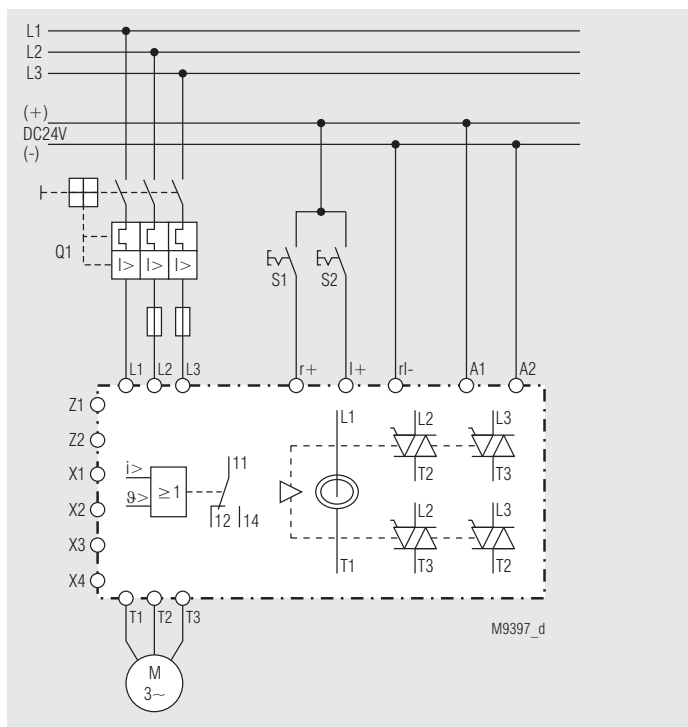 L1
L2
L3
(+)
DC24V
(-)
Q1
I> I> I>
S1 S2
L1 L2 L3 r+ l+ rl- A1 A2
Z1
Z2
X1
X2
X3
X4
i>
ϑ>
≥1
11
12 14
L1
T1
L2 L3
T2 T3
L2 L3
T3 T2
T1 T2 T3
M
3~
M9397_d